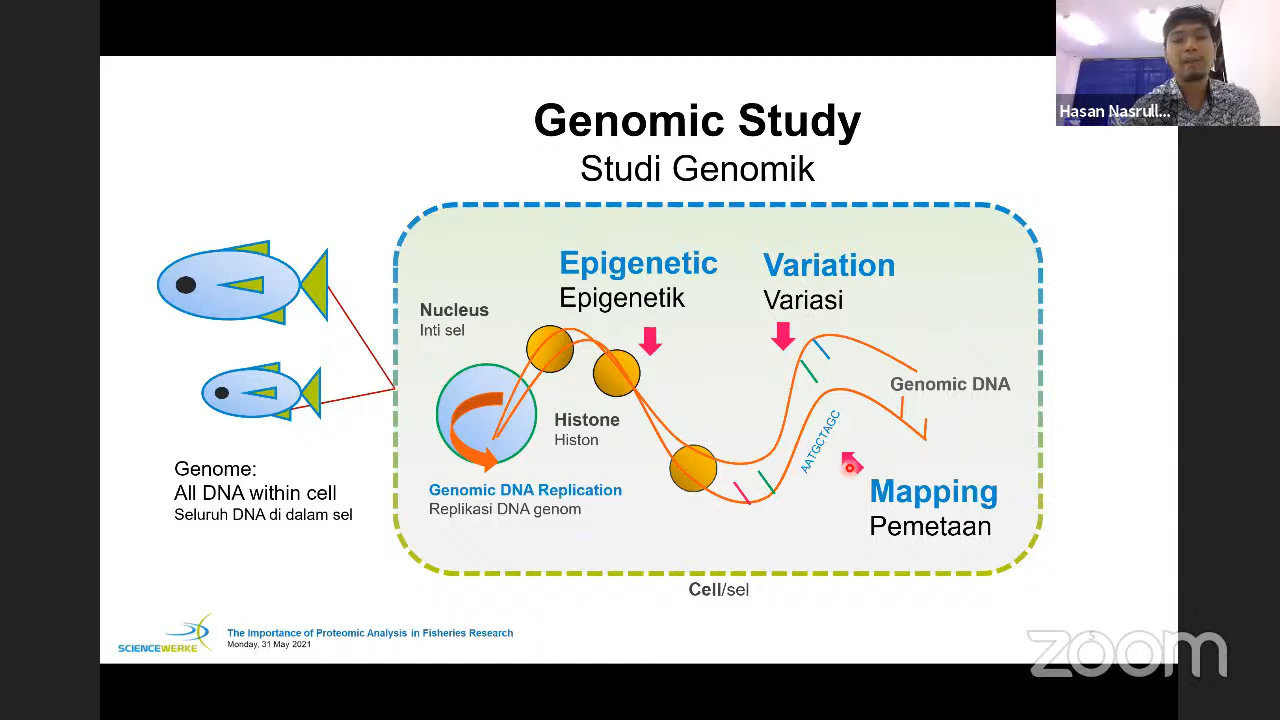 Hasan Nasrull...
Genomic Study
Studi Genomik
Epigenetic
Epigenetik
Variation
Variasi
Nucleus
Inti sel
Genomic DNA
Histone
Histon
AATGCTAGC
Genome:
All DNA within cell
Seluruh DNA di dalam sel
Genomic DNA Replication
Replikasi DNA genom
Mapping
Pemetaan
Cell/sel
SCIENCEWERKE
The Importance of Proteomic Analysis in Fisheries Research
Monday, 31 May 2021
zoom